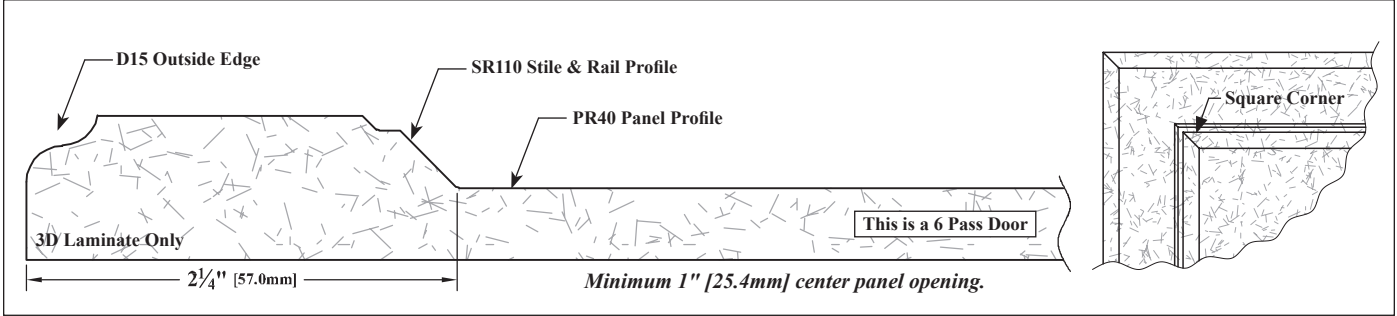 D15 Outside Edge
SR110 Stile & Rail Profile
PR40 Panel Profile
Square Corner
This is a 6 Pass Door
3D Laminate Only
2¼" [57.0mm]
Minimum 1" [25.4mm] center panel opening.